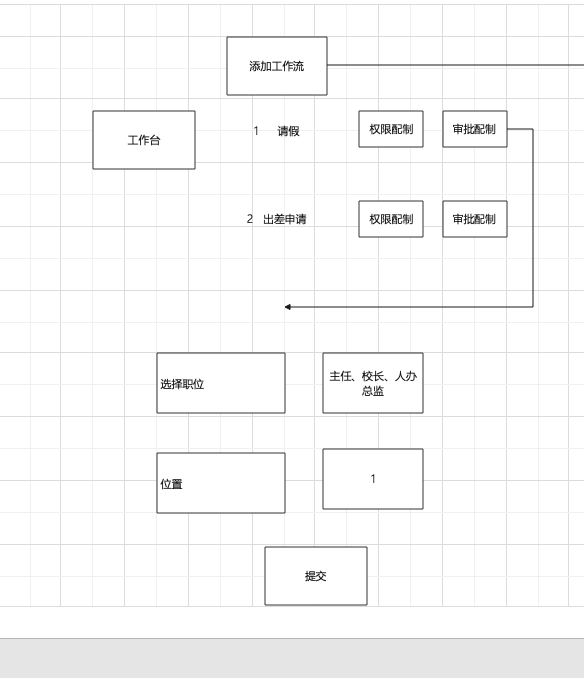 添加工作流
工作台
1 请假 权限配制 审批配制
2 出差申请 权限配制 审批配制
选择职位
主任、校长、人办
总监
位置
1
提交